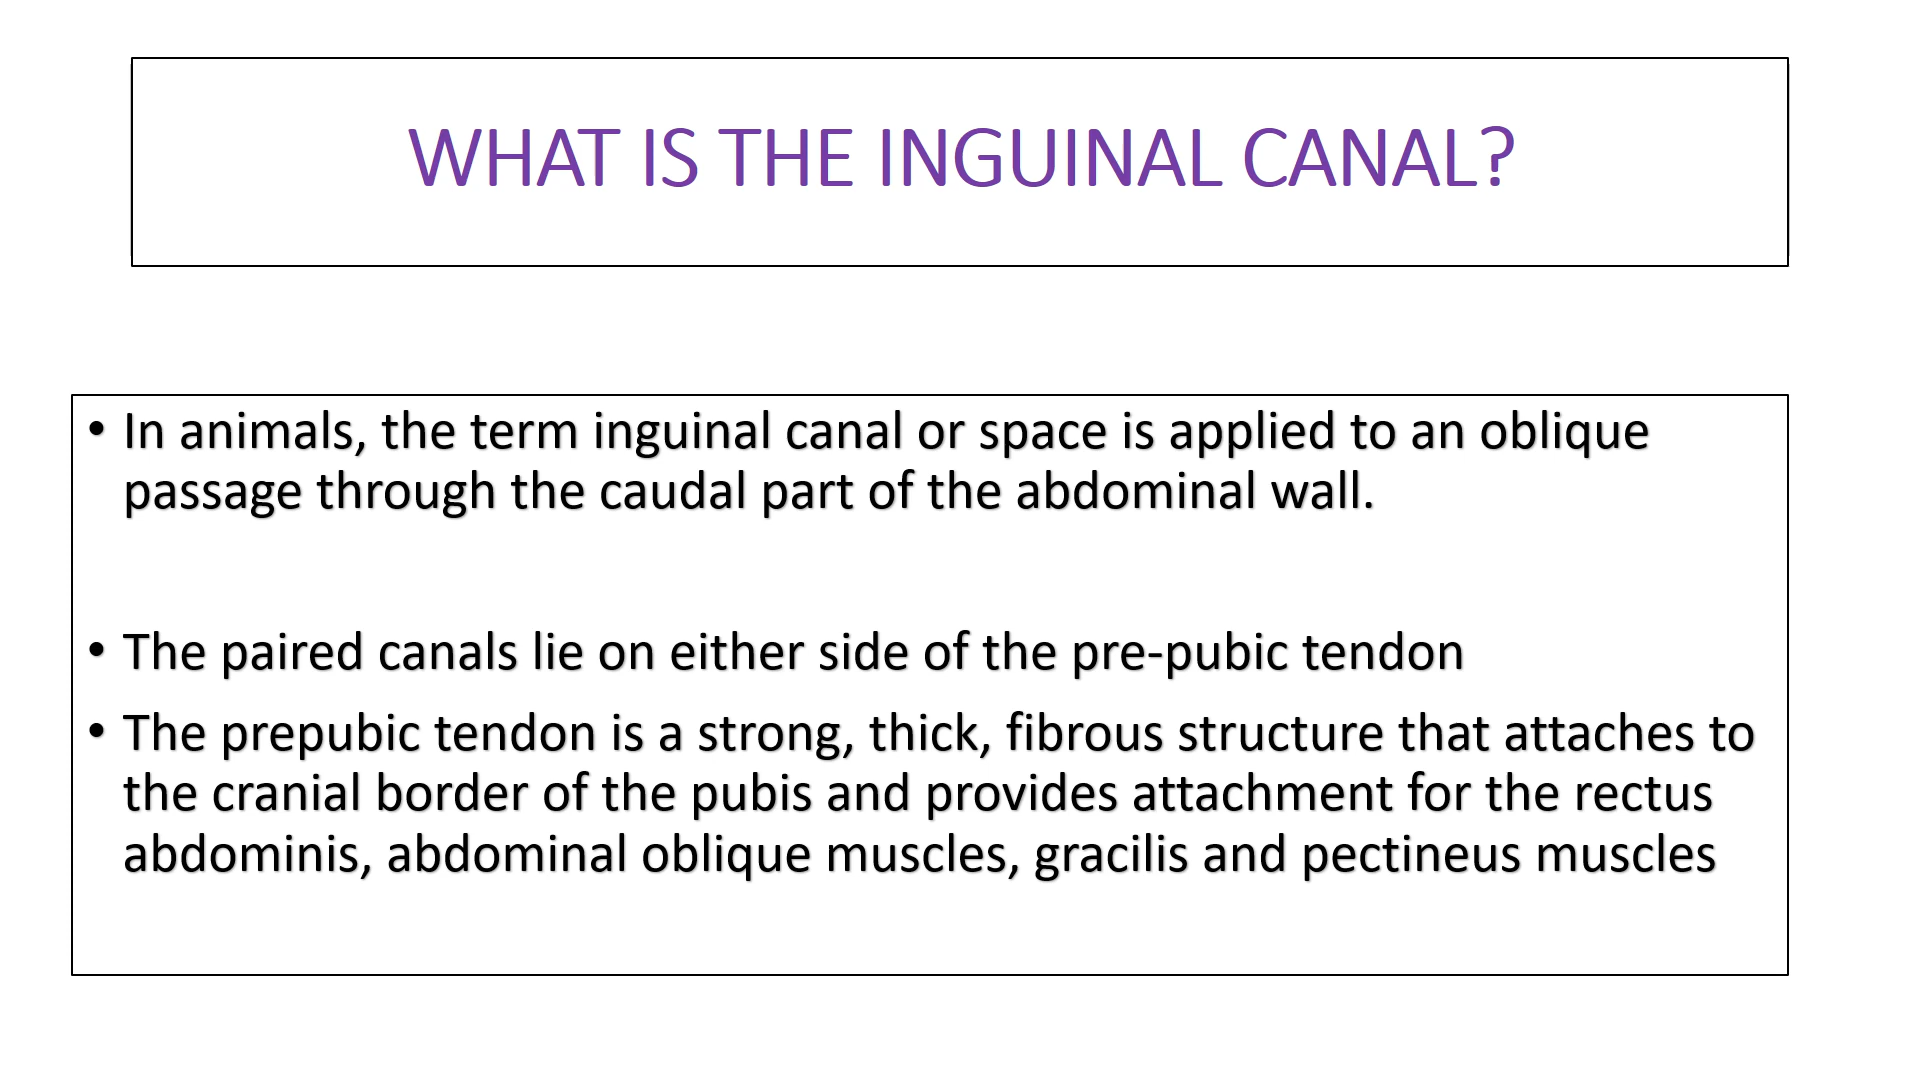 WHAT IS THE INGUINAL CANAL?
• In animals, the term inguinal canal or space is applied to an oblique
passage through the caudal part of the abdominal wall.
• The paired canals lie on either side of the pre-pubic tendon
• The prepubic tendon is a strong, thick, fibrous structure that attaches to
the cranial border of the pubis and provides attachment for the rectus
abdominis, abdominal oblique muscles, gracilis and pectineus muscles